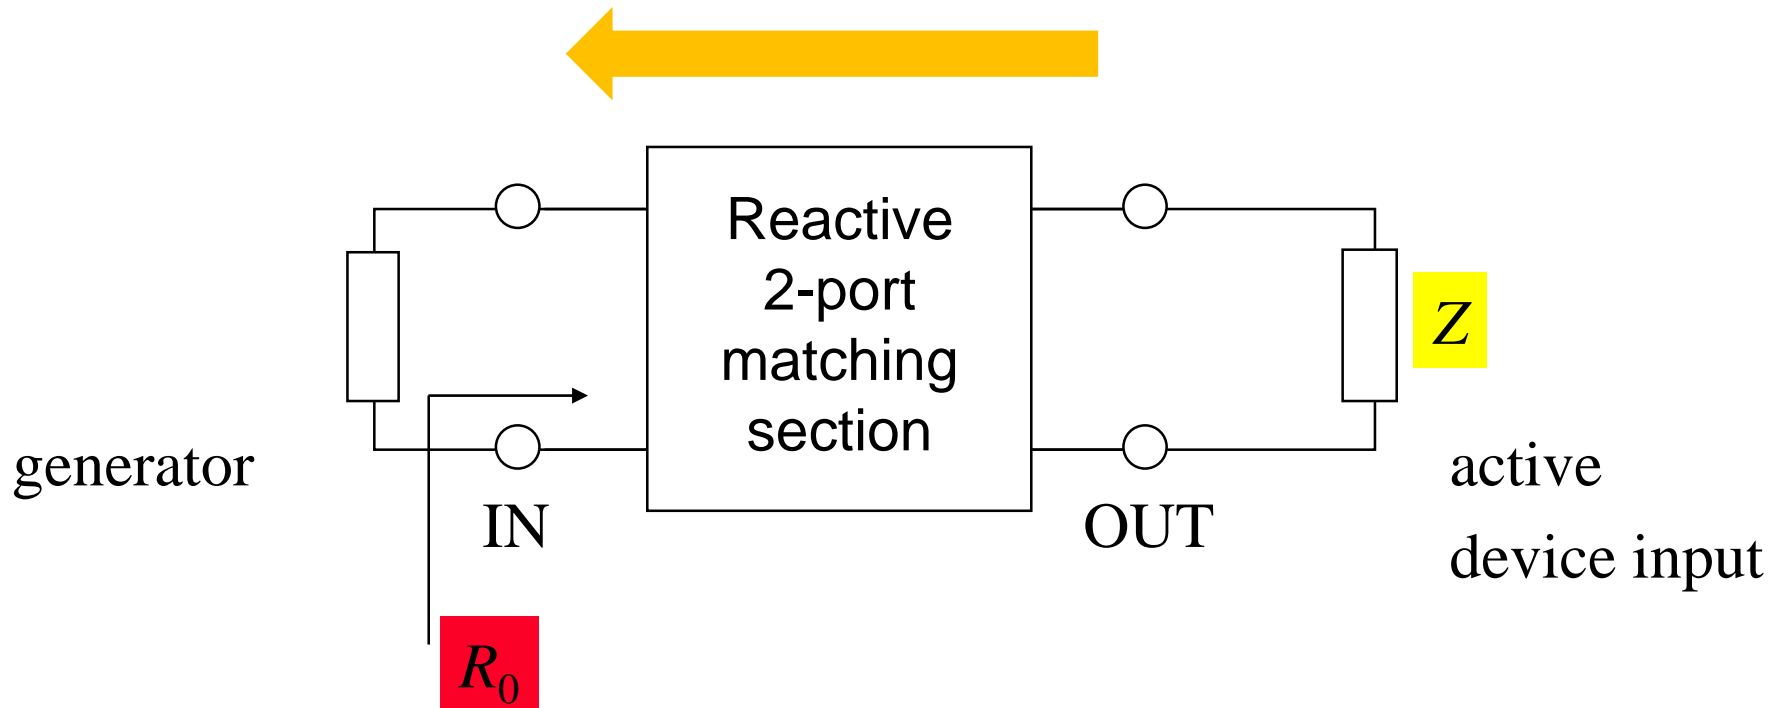 Reactive
2-port
matching
section
Z
generator
IN
OUT
active
device input
R₀